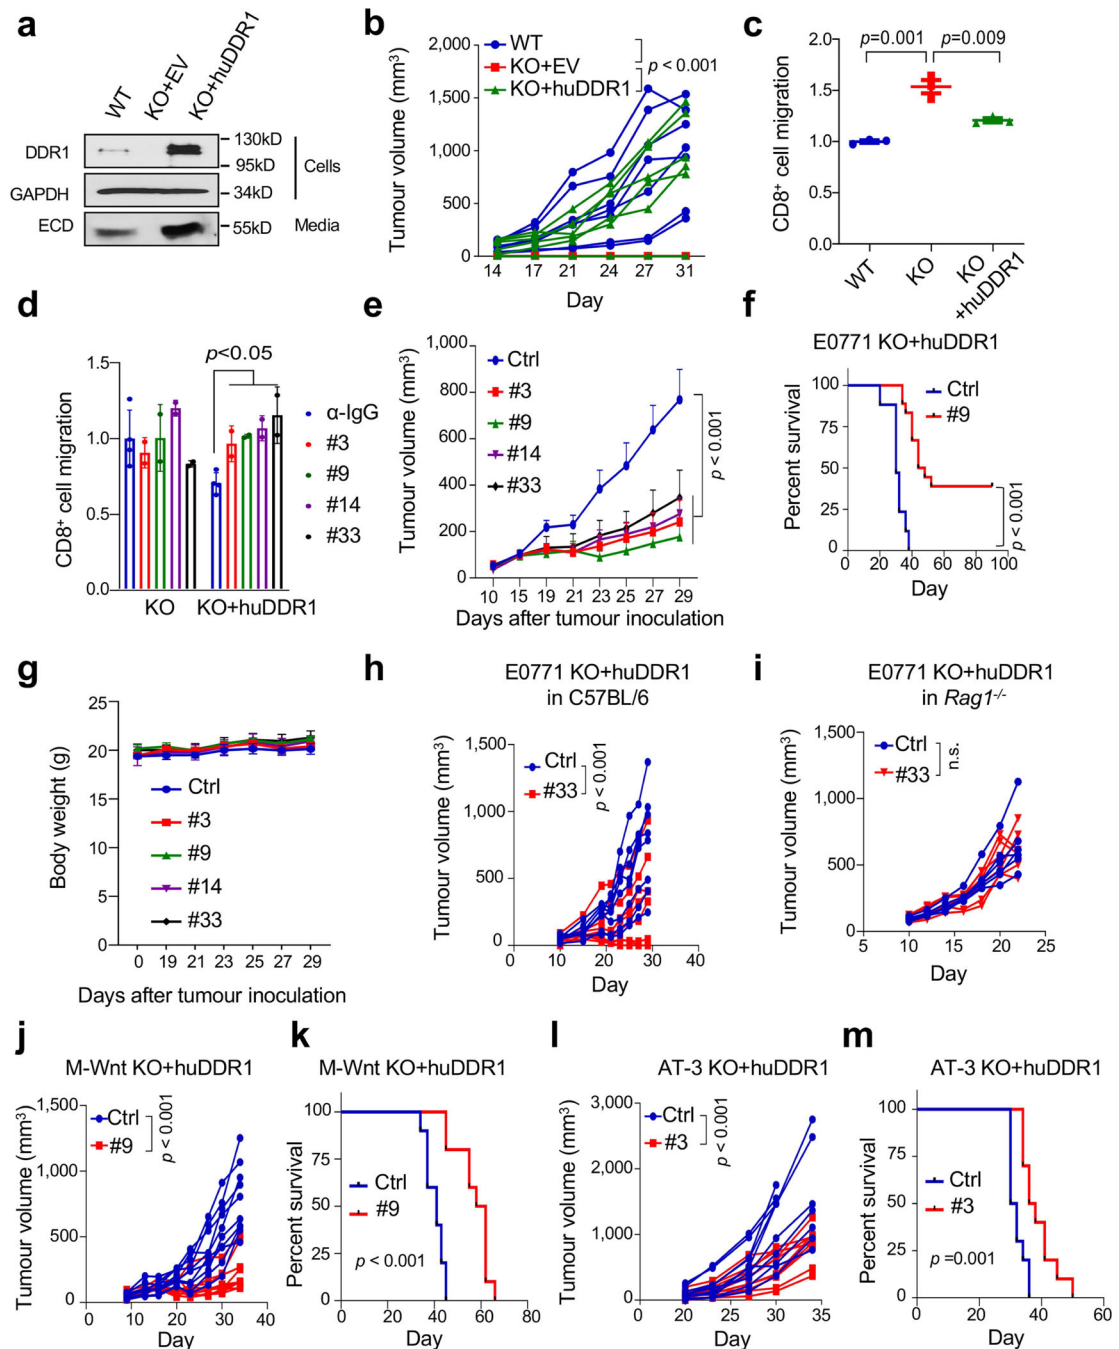 a
WT
KO+EV
KO+huDDR1
DDR1
130kD
95kD
GAPDH
34kD
Cells
ECD
55kD
Media
b
Tumour volume (mm³)
2,000
1,500
1,000
500
0
WT
KO+EV
KO+huDDR1
p < 0.001
14 17 21 24 27 31
Day
c
p=0.001 p=0.009
CD8⁺ cell migration
2.0
1.5
1.0
0.5
0.0
WT
KO
KO
+huDDR1
d
CD8⁺ cell migration
1.5
1.0
0.5
0.0
p<0.05
α-IgG
#3
#9
#14
#33
KO KO+huDDR1
e
Tumour volume (mm³)
1,000
800
600
400
200
0
Ctrl
#3
#9
#14
#33
p < 0.001
10 15 19 21 23 25 27 29
Days after tumour inoculation
f
E0771 KO+huDDR1
Percent survival
100
75
50
25
0
Ctrl
#9
p < 0.001
0 20 40 60 80 100
Day
g
Body weight (g)
25
20
15
10
5
0
Ctrl
#3
#9
#14
#33
0 19 21 23 25 27 29
Days after tumour inoculation
h
E0771 KO+huDDR1
in C57BL/6
Tumour volume (mm³)
1,500
1,000
500
0
Ctrl
#33
p < 0.001
0 10 20 30 40
Day
i
E0771 KO+huDDR1
in Rag1⁻/⁻
Tumour volume (mm³)
1,500
1,000
500
0
Ctrl
#33
n.s.
5 10 15 20 25
Day
j
M-Wnt KO+huDDR1
Tumour volume (mm³)
1,500
1,000
500
0
Ctrl
#9
p < 0.001
0 10 20 30 40
Day
k
M-Wnt KO+huDDR1
Percent survival
100
75
50
25
0
Ctrl
#9
p < 0.001
0 20 40 60 80
Day
l
AT-3 KO+huDDR1
Tumour volume (mm³)
3,000
2,000
1,000
0
Ctrl
#3
p < 0.001
15 20 25 30 35
Day
m
AT-3 KO+huDDR1
Percent survival
100
75
50
25
0
Ctrl
#3
p =0.001
0 20 40 60
Day